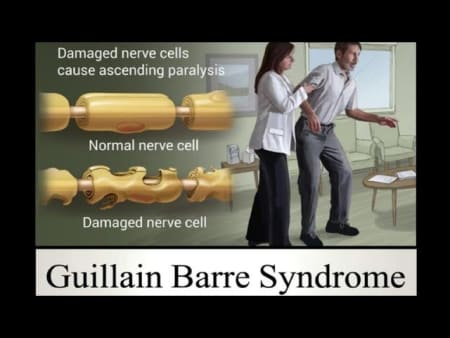 Damaged nerve cells
cause ascending paralysis
Normal nerve cell
Damaged nerve cell
Guillain Barre Syndrome